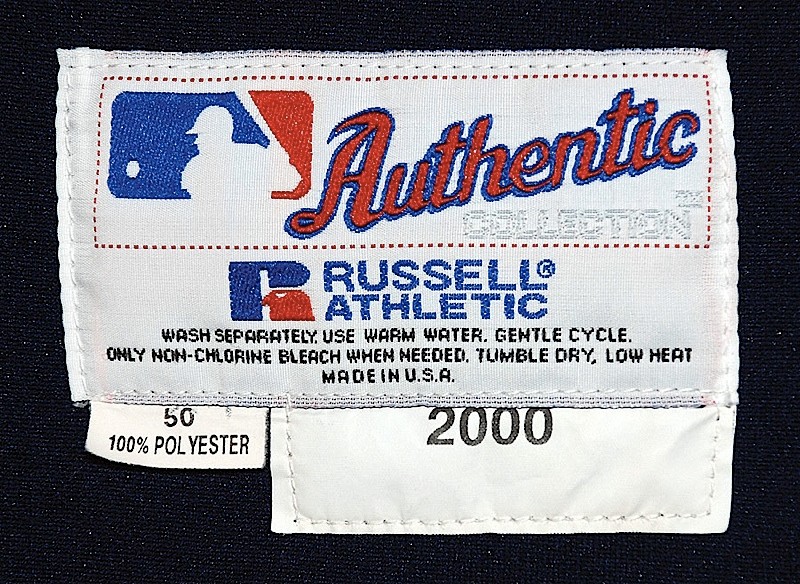 Authentic
COLLECTION™
RUSSELL®
ATHLETIC
WASH SEPARATELY. USE WARM WATER. GENTLE CYCLE.
ONLY NON-CHLORINE BLEACH WHEN NEEDED. TUMBLE DRY, LOW HEAT
MADE IN U.S.A.
50
100% POLYESTER
2000